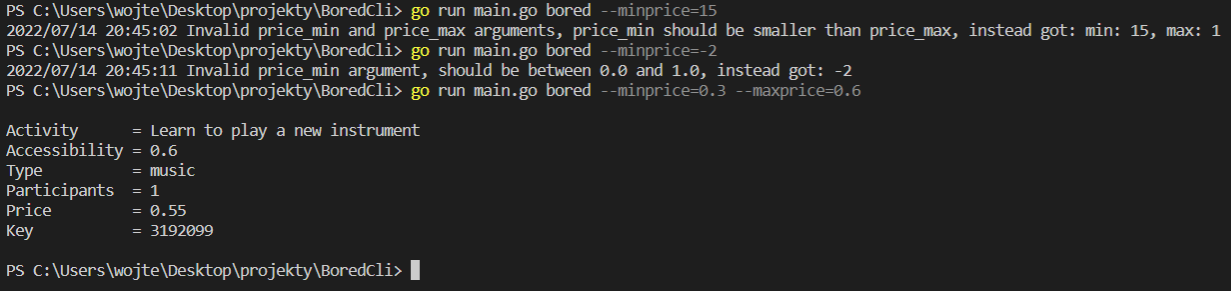 PS C:\Users\wojte\Desktop\projekty\BoredCli> go run main.go bored --minprice=15
2022/07/14 20:45:02 Invalid price_min and price_max arguments, price_min should be smaller than price_max, instead got: min: 15, max: 1
PS C:\Users\wojte\Desktop\projekty\BoredCli> go run main.go bored --minprice=-2
2022/07/14 20:45:11 Invalid price_min argument, should be between 0.0 and 1.0, instead got: -2
PS C:\Users\wojte\Desktop\projekty\BoredCli> go run main.go bored --minprice=0.3 --maxprice=0.6
Activity      = Learn to play a new instrument
Accessibility = 0.6
Type          = music
Participants  = 1
Price         = 0.55
Key           = 3192099
PS C:\Users\wojte\Desktop\projekty\BoredCli>